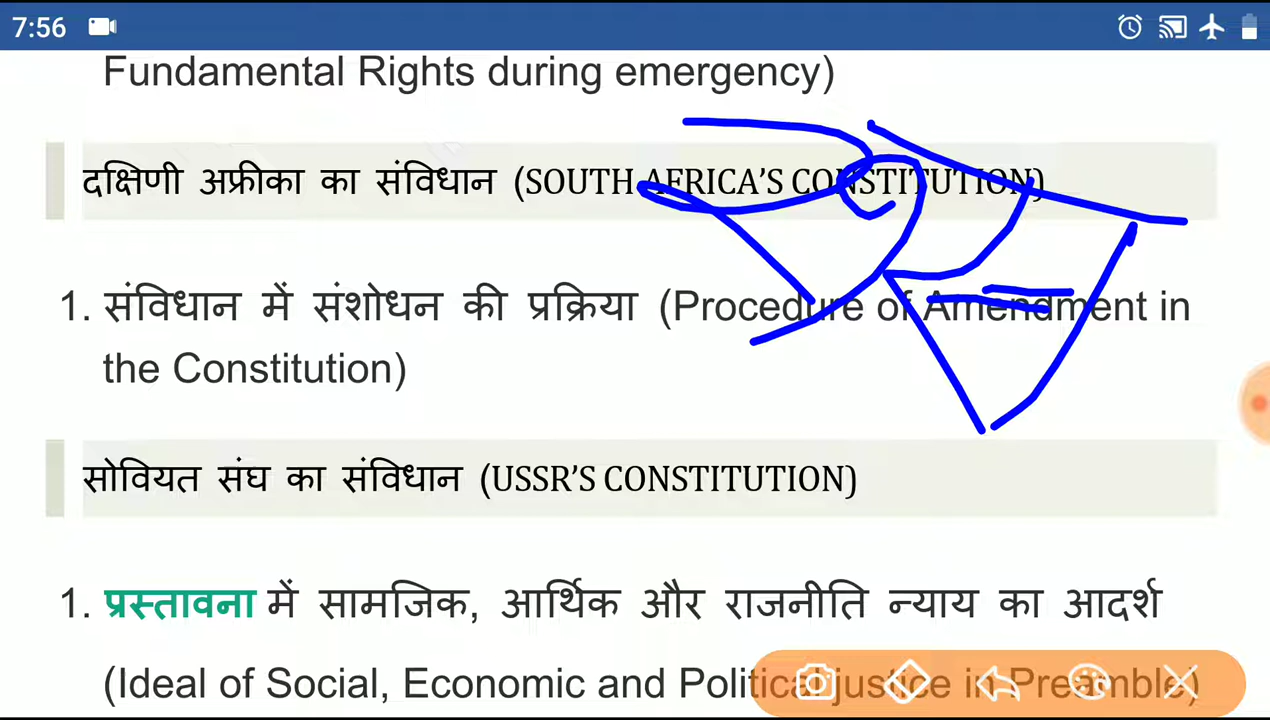 7:56
Fundamental Rights during emergency)
दक्षिणी अफ्रीका का संविधान (SOUTH AFRICA'S CONSTITUTION)
1. संविधान में संशोधन की प्रक्रिया (Procedure of Amendment in
the Constitution)
सोवियत संघ का संविधान (USSR'S CONSTITUTION)
1. प्रस्तावना में सामजिक, आर्थिक और राजनीति न्याय का आदर्श
(Ideal of Social, Economic and Political justice in Preamble)